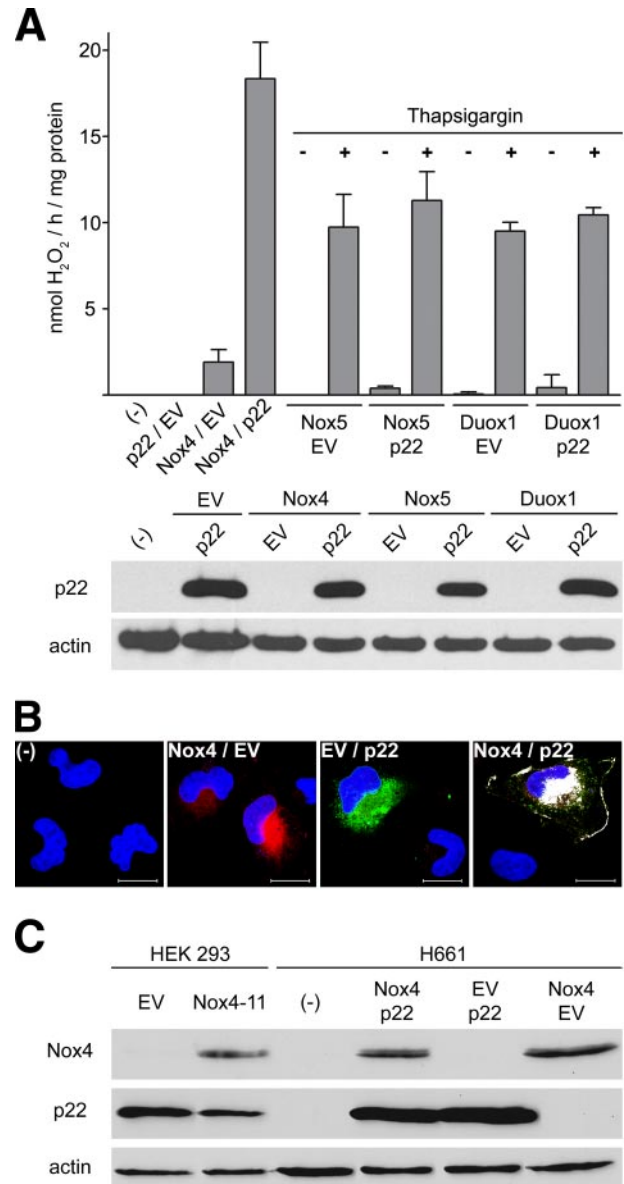 A
nmol H₂O₂ / h / mg protein
20
15
10
5
Thapsigargin
- + - + - + - +
(-)
p22 / EV
Nox4 / EV
Nox4 / p22
Nox5 Nox5 Duox1 Duox1
EV p22 EV p22
EV Nox4 Nox5 Duox1
(-) p22 EV p22 EV p22 EV p22
p22
actin
B
(-) Nox4 / EV EV / p22 Nox4 / p22
C
HEK 293 H661
EV Nox4-11 (-) Nox4 EV Nox4
p22 p22 EV
Nox4
p22
actin